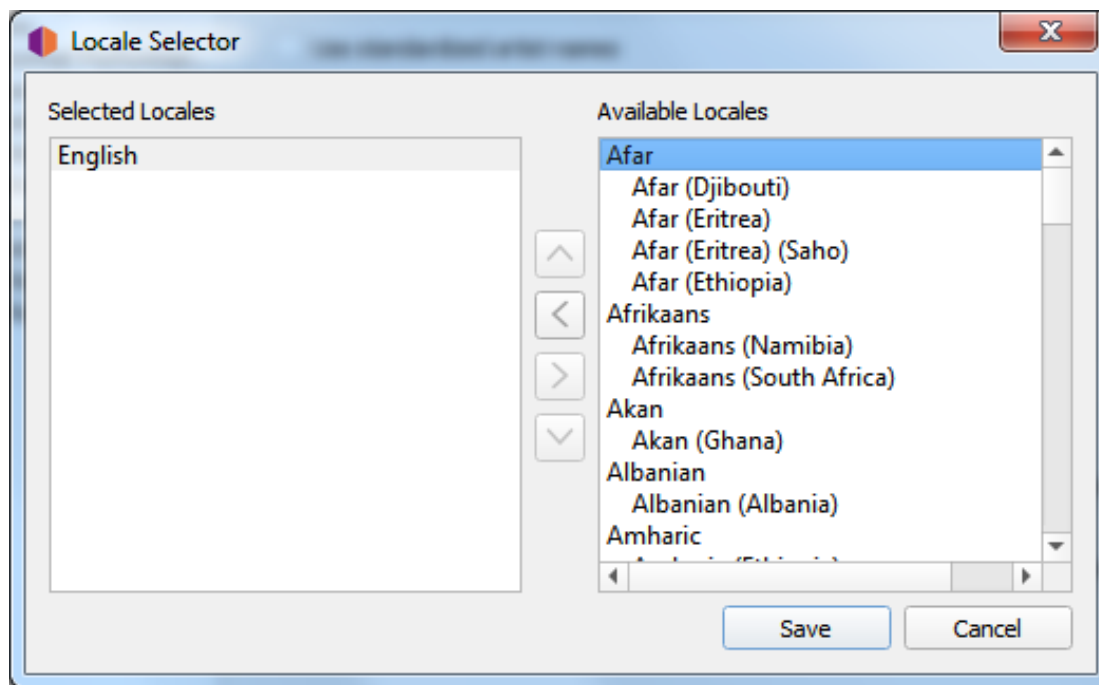 Locale Selector
Selected Locales
English
Available Locales
Afar
Afar (Djibouti)
Afar (Eritrea)
Afar (Eritrea) (Saho)
Afar (Ethiopia)
Afrikaans
Afrikaans (Namibia)
Afrikaans (South Africa)
Akan
Akan (Ghana)
Albanian
Albanian (Albania)
Amharic
Save
Cancel